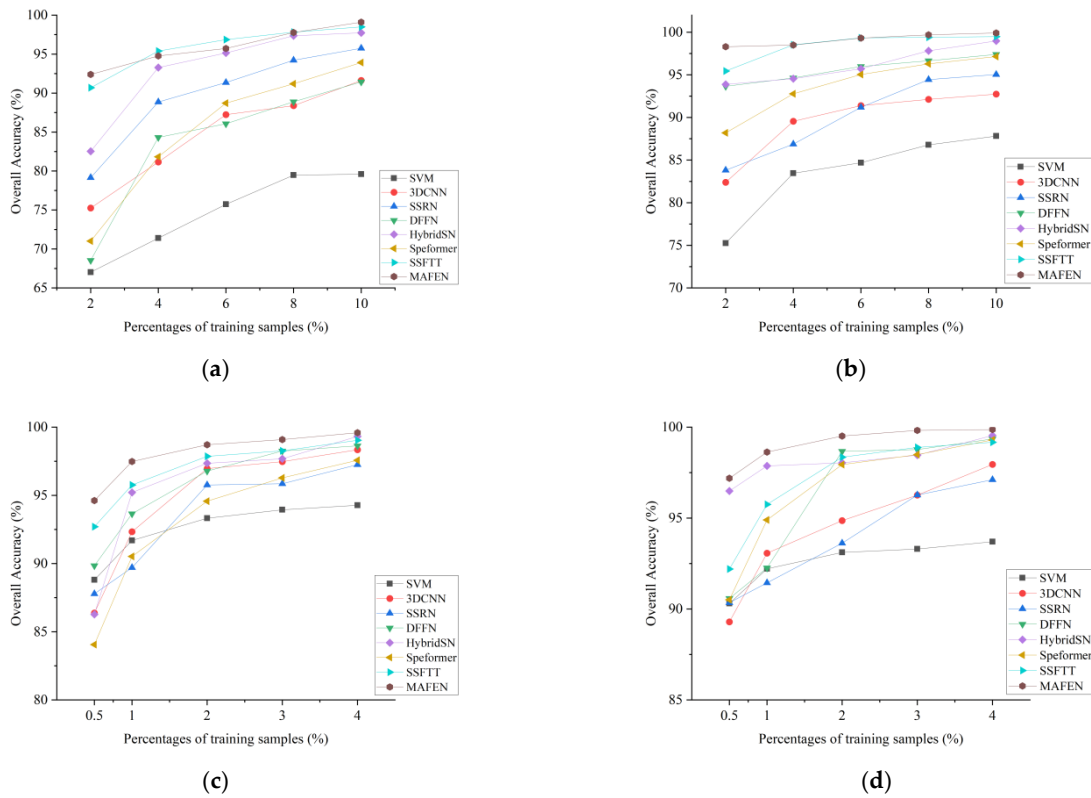 100
95
90
85
80
75
70
65
Overall Accuracy (%)
SVM
3DCNN
SSRN
DFFN
HybridSN
Speformer
SSFTT
MAFEN
2 4 6 8 10
Percentages of training samples (%)
(a)
100
95
90
85
80
75
70
Overall Accuracy (%)
SVM
3DCNN
SSRN
DFFN
HybridSN
Speformer
SSFTT
MAFEN
2 4 6 8 10
Percentages of training samples (%)
(b)
100
95
90
85
80
Overall Accuracy (%)
SVM
3DCNN
SSRN
DFFN
HybridSN
Speformer
SSFTT
MAFEN
0.5 1 2 3 4
Percentages of training samples (%)
(c)
100
95
90
85
Overall Accuracy (%)
SVM
3DCNN
SSRN
DFFN
HybridSN
Speformer
SSFTT
MAFEN
0.5 1 2 3 4
Percentages of training samples (%)
(d)